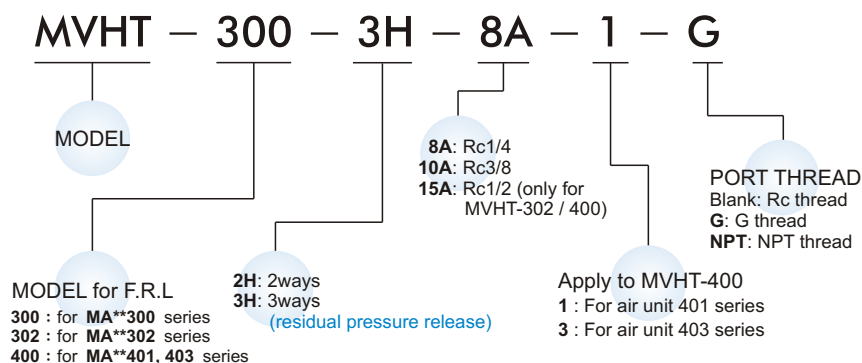 MVHT – 300 – 3H – 8A – 1 – G
MODEL
8A: Rc1/4
10A: Rc3/8
15A: Rc1/2 (only for
MVHT-302 / 400)
PORT THREAD
Blank: Rc thread
G: G thread
NPT: NPT thread
MODEL for F.R.L
300 : for MA**300 series
302 : for MA**302 series
400 : for MA**401, 403 series
2H: 2ways
3H: 3ways
(residual pressure release)
Apply to MVHT-400
1 : For air unit 401 series
3 : For air unit 403 series